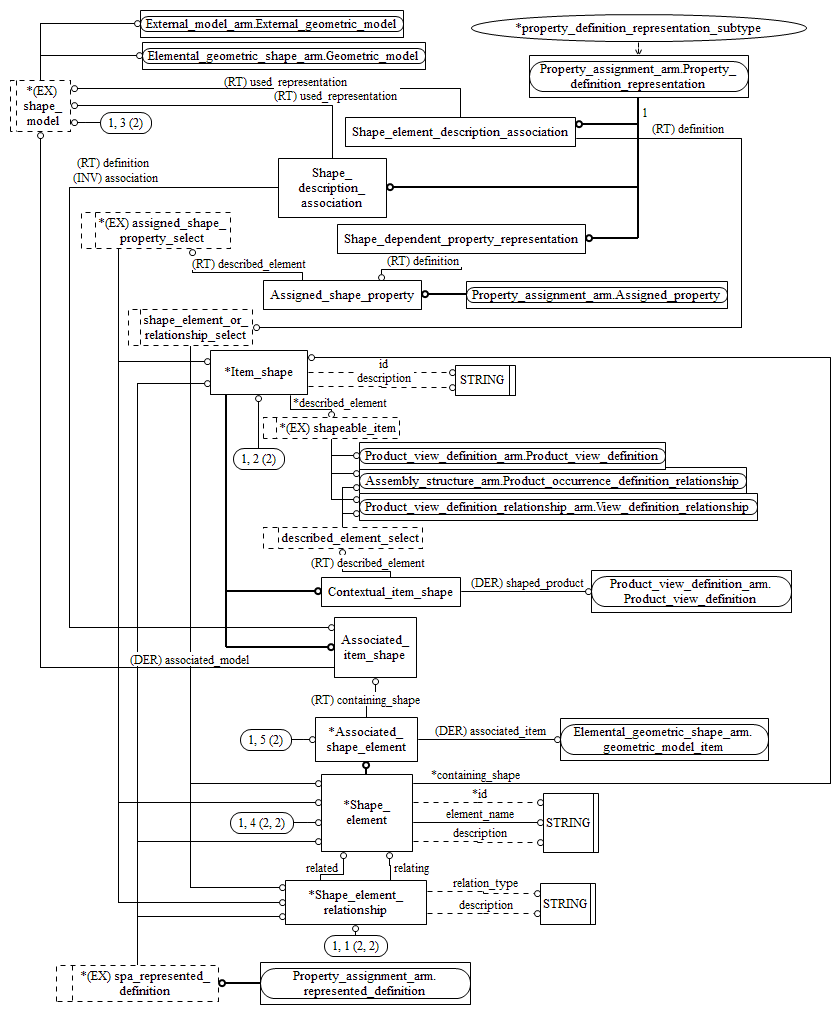 External_model_arm.External_geometric_model
*property_definition_representation_subtype
Elemental_geometric_shape_arm.Geometric_model
Property_assignment_arm.Property_
definition_representation
*(EX)
shape_
model
(RT) used_representation
(RT) used_representation
1, 3 (2)
1
Shape_element_description_association
(RT) definition
(RT) definition
(INV) association
Shape_
description_
association
*(EX) assigned_shape_
property_select
Shape_dependent_property_representation
(RT) described_element
(RT) definition
Assigned_shape_property
Property_assignment_arm.Assigned_property
shape_element_or_
relationship_select
*Item_shape
id
description
STRING
*described_element
*(EX) shapeable_item
1, 2 (2)
Product_view_definition_arm.Product_view_definition
Assembly_structure_arm.Product_occurrence_definition_relationship
Product_view_definition_relationship_arm.View_definition_relationship
described_element_select
(RT) described_element
Contextual_item_shape
(DER) shaped_product
Product_view_definition_arm.
Product_view_definition
Associated_
item_shape
(DER) associated_model
(RT) containing_shape
1, 5 (2)
*Associated_
shape_element
(DER) associated_item
Elemental_geometric_shape_arm.
geometric_model_item
*containing_shape
*id
1, 4 (2, 2)
*Shape_
element
element_name
description
STRING
related
relating
*Shape_element_
relationship
relation_type
description
STRING
1, 1 (2, 2)
*(EX) spa_represented_
definition
Property_assignment_arm.
represented_definition